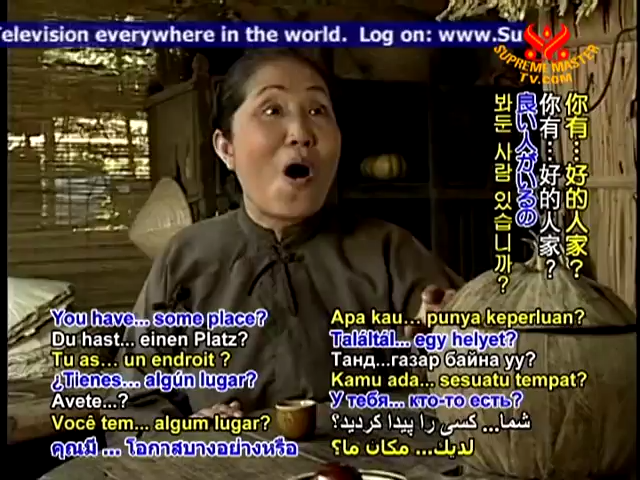 elevision everywhere in the world. Log on: www.Su
SUPREME MASTER
TV.COM
你有…好的人家？
你有…好的人家？
良い人がいるの
봐둔 사람 있습니까?
You have... some place?
Du hast... einen Platz?
Tu as... un endroit ?
¿Tienes... algún lugar?
Avete...?
Você tem... algum lugar?
คุณมี ... โอกาสบางอย่างหรือ
Apa kau... punya keperluan?
Találtál... egy helyet?
Танд...газар байна уу?
Kamu ada... sesuatu tempat?
У тебя... кто-то есть?
شما... کسی را پیدا کردید؟
لديك... مكان ما؟